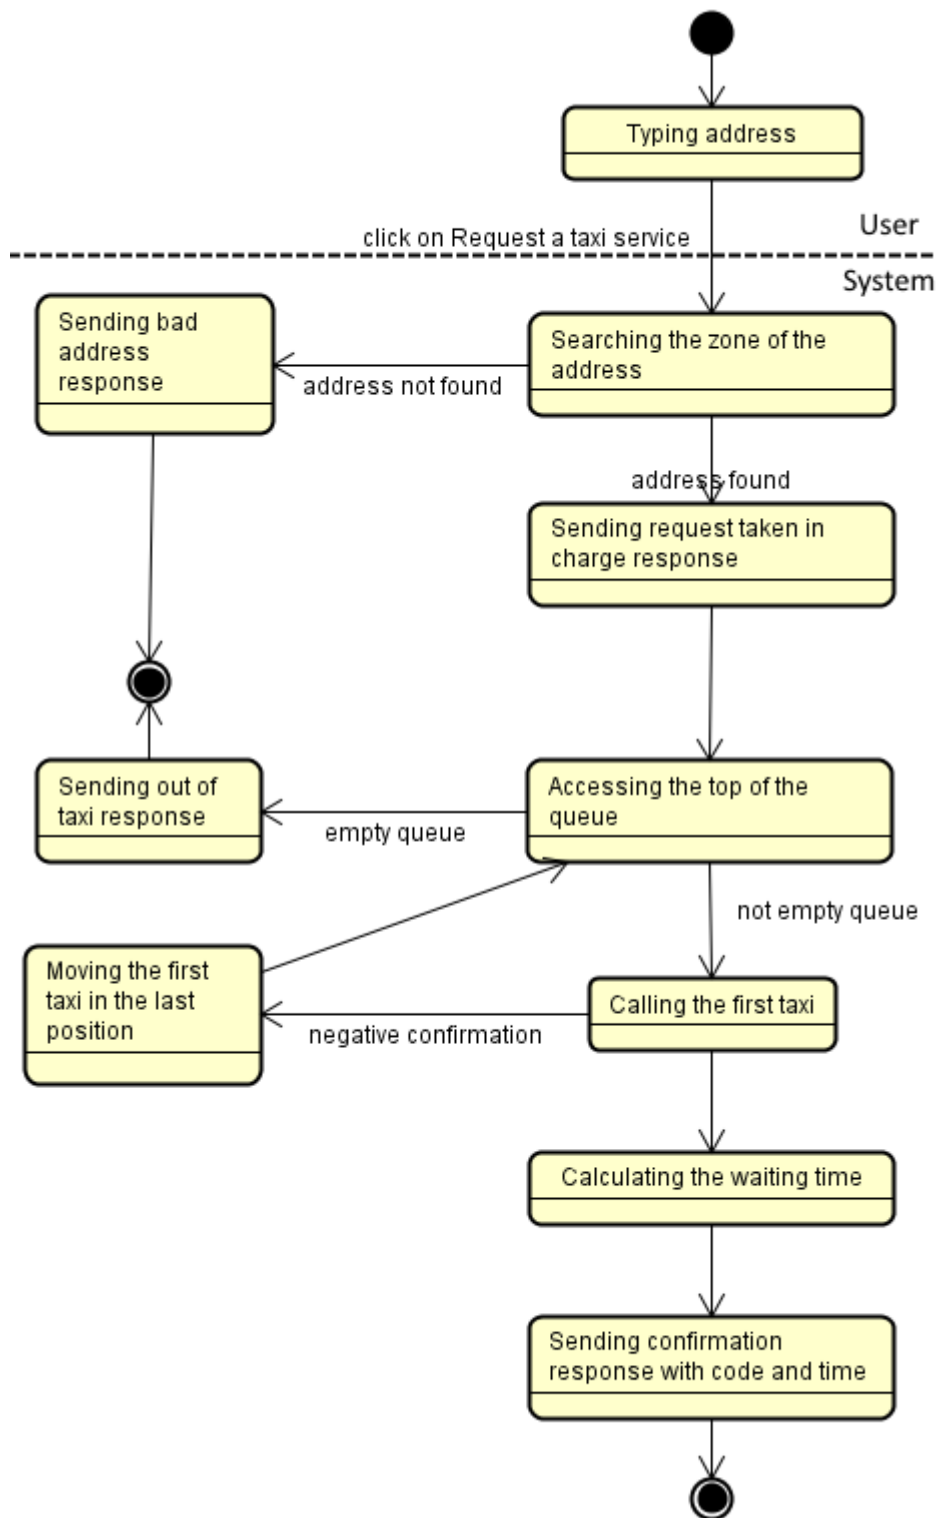 Typing address
User
click on Request a taxi service
System
Sending bad
address
response
Searching the zone of the
address
address not found
address found
Sending request taken in
charge response
Sending out of
taxi response
Accessing the top of the
queue
empty queue
not empty queue
Moving the first
taxi in the last
position
Calling the first taxi
negative confirmation
Calculating the waiting time
Sending confirmation
response with code and time